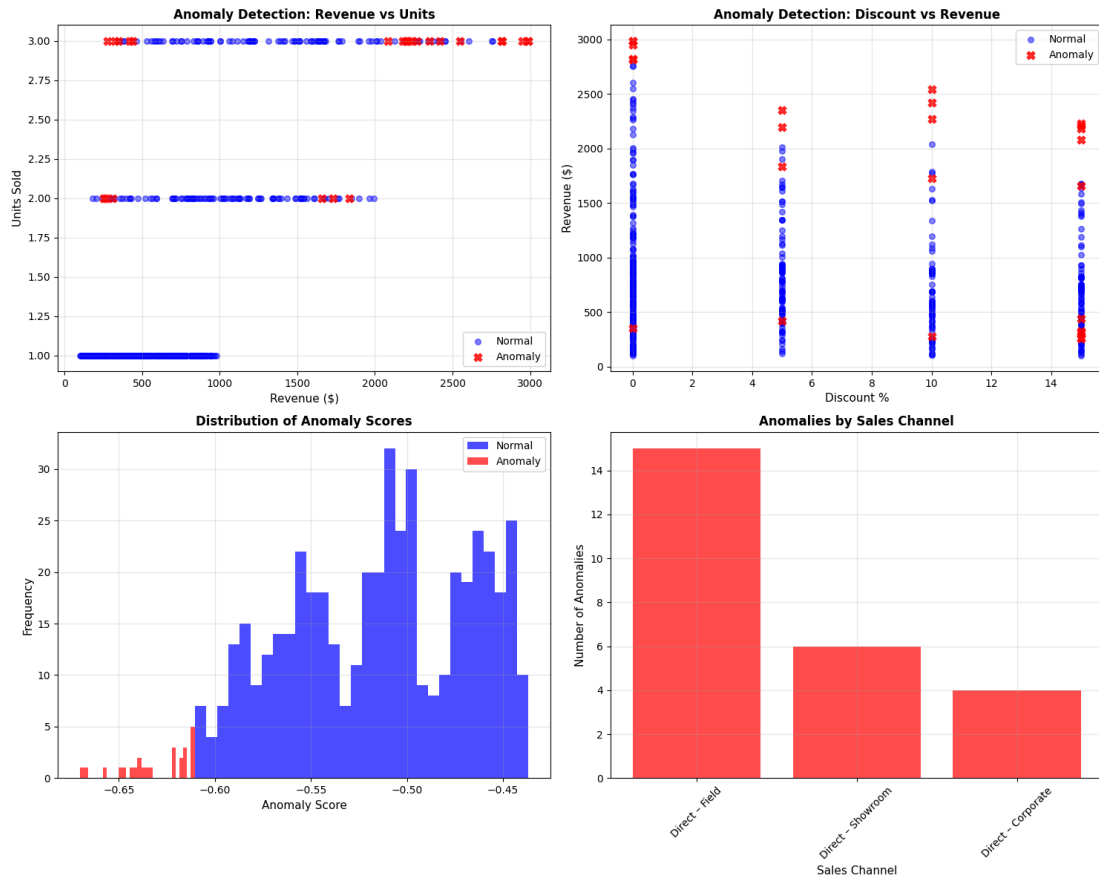 Anomaly Detection: Revenue vs Units
3.00
2.75
2.50
2.25
2.00
1.75
1.50
1.25
1.00
Units Sold
Normal
Anomaly
0 500 1000 1500 2000 2500 3000
Revenue ($)
Anomaly Detection: Discount vs Revenue
Normal
Anomaly
3000
2500
2000
1500
1000
500
0
Revenue ($)
0 2 4 6 8 10 12 14
Discount %
Distribution of Anomaly Scores
Normal
Anomaly
30
25
20
15
10
5
0
Frequency
−0.65 −0.60 −0.55 −0.50 −0.45
Anomaly Score
Anomalies by Sales Channel
14
12
10
8
6
4
2
0
Number of Anomalies
Direct – Field
Direct – Showroom
Direct – Corporate
Sales Channel